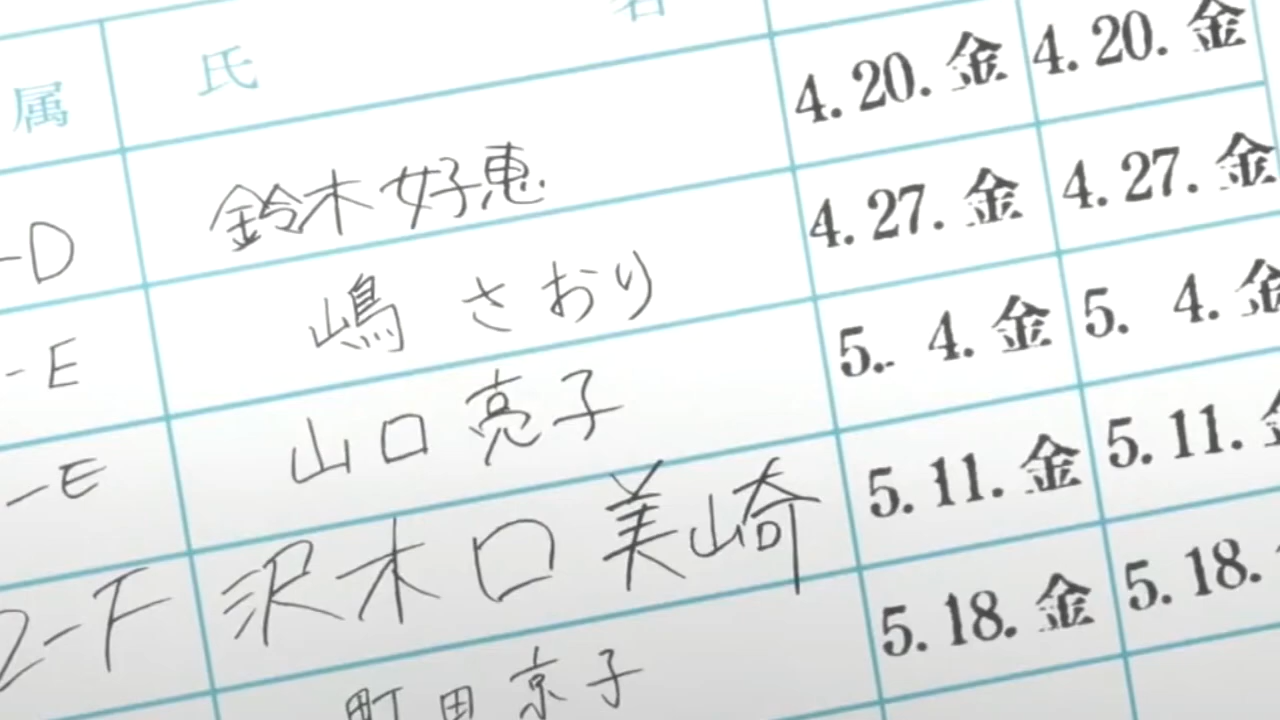 属 氏 名 4.20.金 4.20.金
-D 鈴木好恵 4.27.金 4.27.金
-E 嶋 さおり 5. 4.金 5. 4.金
-E 山口亮子 5.11.金 5.11.金
2-F 沢木口美崎 5.18.金 5.18.
町田京子